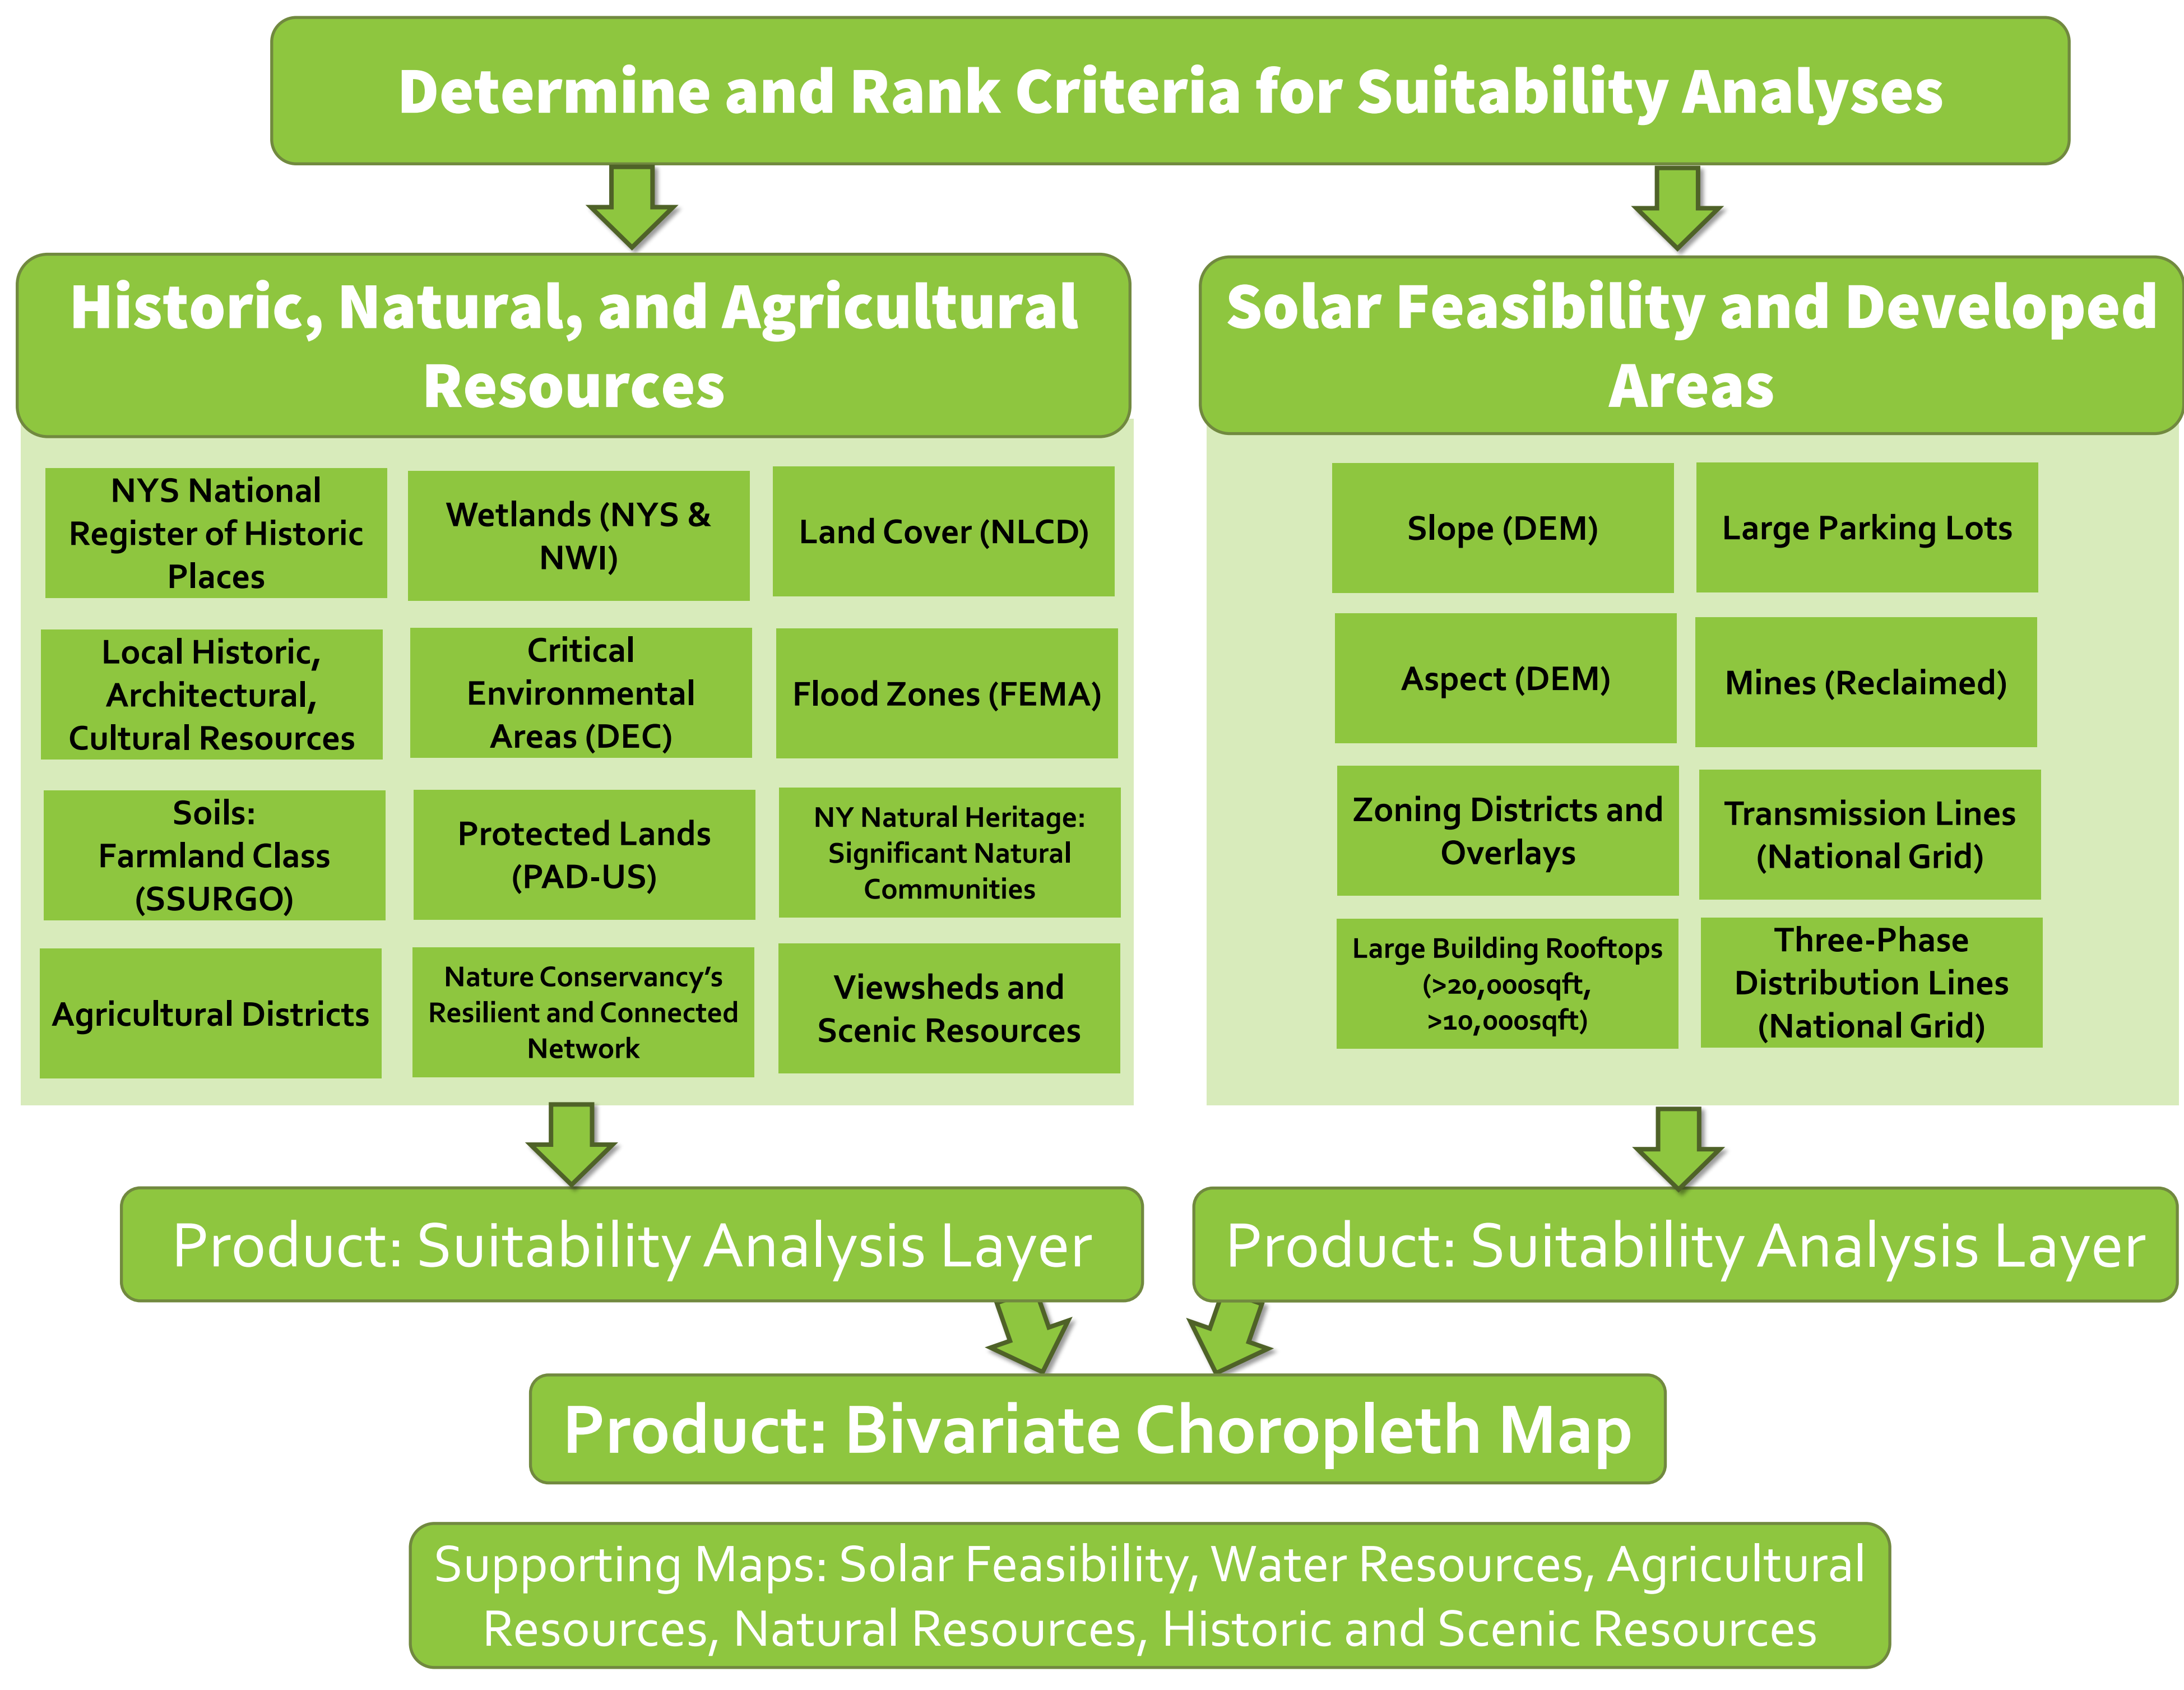 Determine and Rank Criteria for Suitability Analyses
Historic, Natural, and Agricultural
Resources
NYS National
Register of Historic
Places
Wetlands (NYS &
NWI)
Land Cover (NLCD)
Local Historic,
Architectural,
Cultural Resources
Critical
Environmental
Areas (DEC)
Flood Zones (FEMA)
Soils:
Farmland Class
(SSURGO)
Protected Lands
(PAD-US)
NY Natural Heritage:
Significant Natural
Communities
Agricultural Districts
Nature Conservancy’s
Resilient and Connected
Network
Viewsheds and
Scenic Resources
Solar Feasibility and Developed
Areas
Slope (DEM)
Large Parking Lots
Aspect (DEM)
Mines (Reclaimed)
Zoning Districts and
Overlays
Transmission Lines
(National Grid)
Large Building Rooftops
(>20,000sqft,
>10,000sqft)
Three-Phase
Distribution Lines
(National Grid)
Product: Suitability Analysis Layer
Product: Suitability Analysis Layer
Product: Bivariate Choropleth Map
Supporting Maps: Solar Feasibility, Water Resources, Agricultural
Resources, Natural Resources, Historic and Scenic Resources